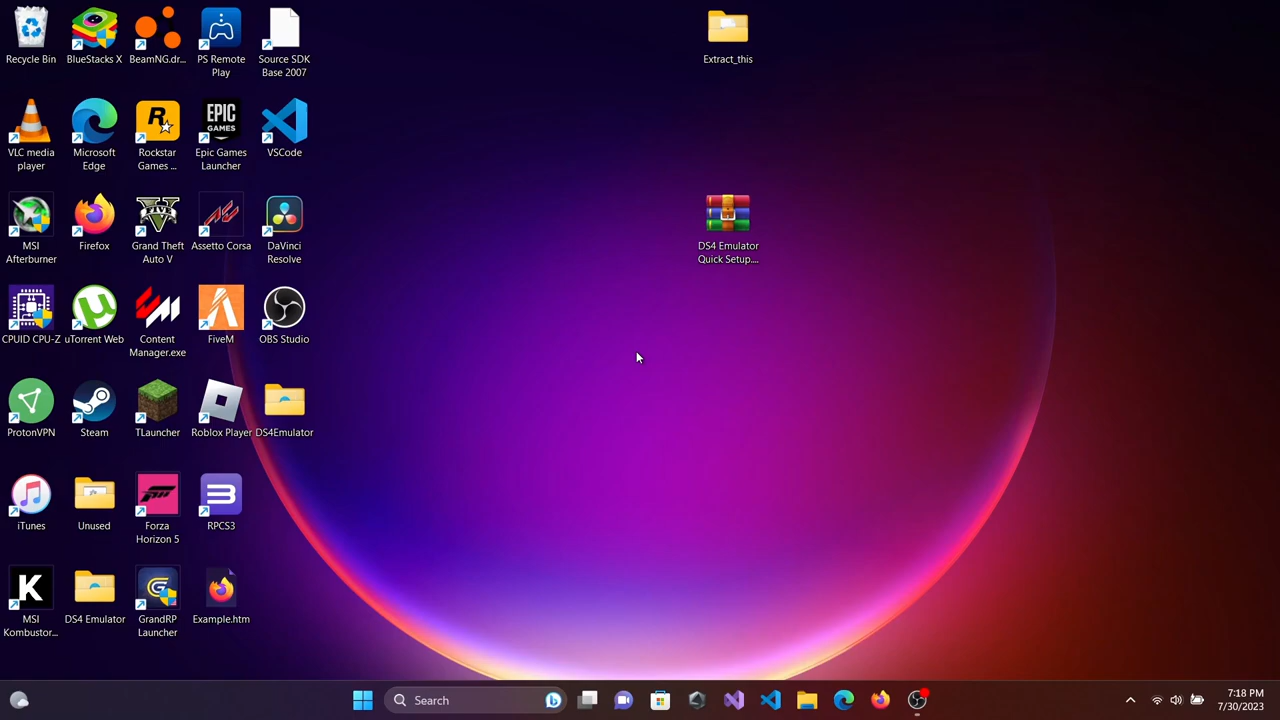 Recycle Bin
BlueStacks X
BeamNG.dr...
PS Remote
Play
Source SDK
Base 2007
Extract_this
VLC media
player
Microsoft
Edge
Rockstar
Games ...
EPIC
GAMES
Epic Games
Launcher
VSCode
MSI
Afterburner
Firefox
FIVE
Grand Theft
Auto V
Assetto Corsa
DaVinci
Resolve
DS4 Emulator
Quick Setup....
CPUID CPU-Z
uTorrent Web
Content
Manager.exe
FiveM
OBS Studio
ProtonVPN
Steam
TLauncher
Roblox Player
DS4Emulator
iTunes
Unused
Forza
Horizon 5
RPCS3
K
MSI
Kombustor...
DS4 Emulator
G
GrandRP
Launcher
Example.htm
Search
7:18 PM
7/30/2023